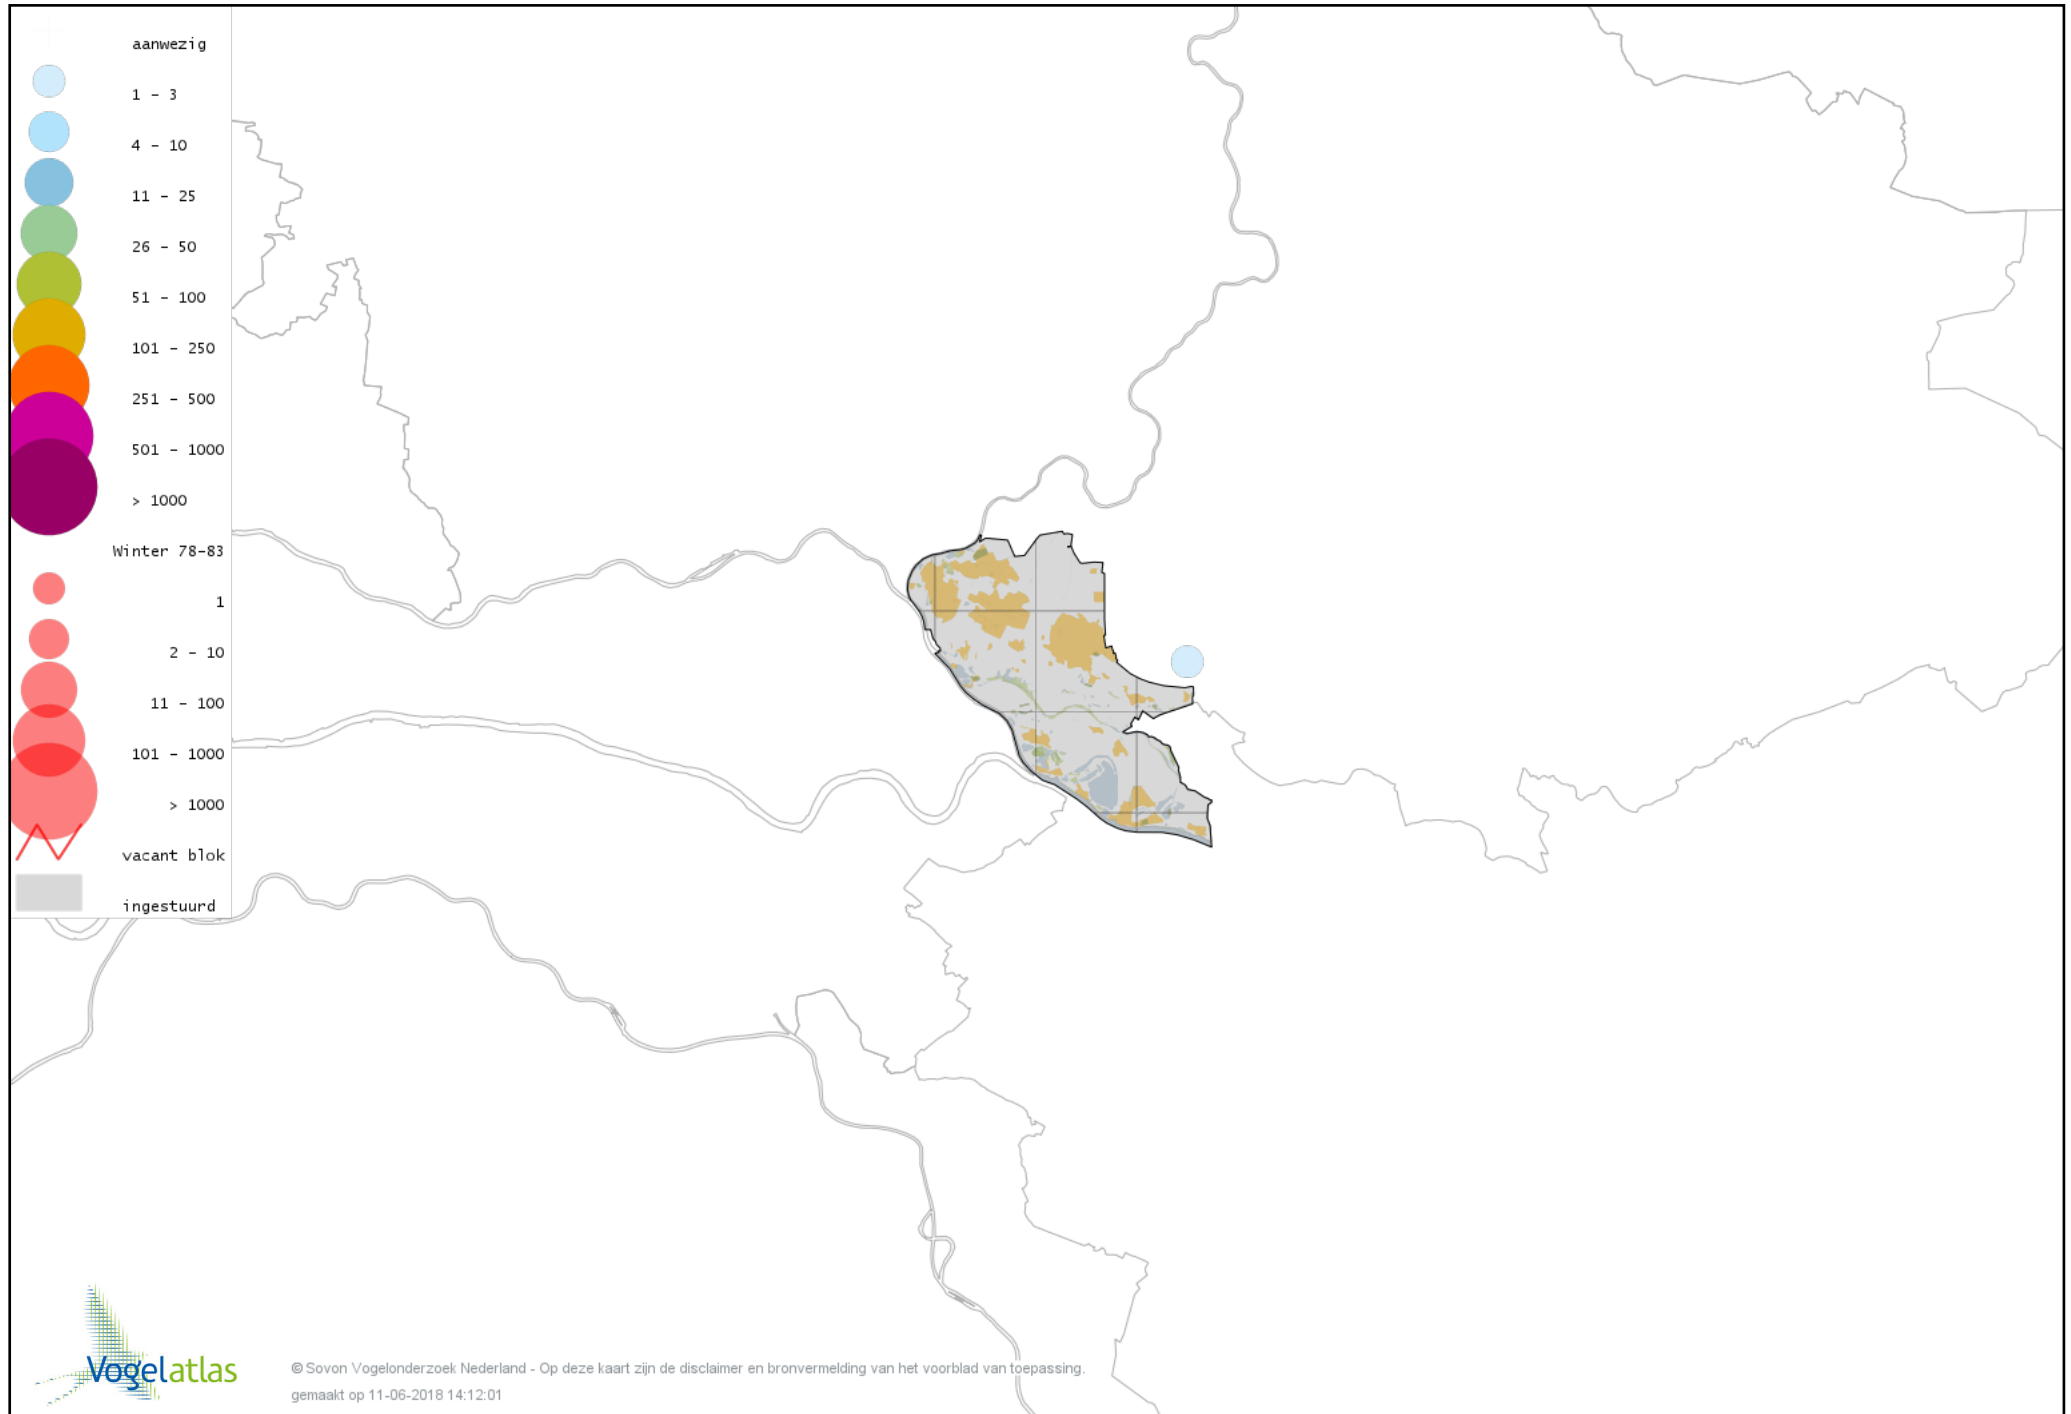 aanwezig
1 - 3
4 - 10
11 - 25
26 - 50
51 - 100
101 - 250
251 - 500
501 - 1000
> 1000
Winter 78-83
1
2 - 10
11 - 100
101 - 1000
> 1000
vacant blok
ingestuurd
Vogelatlas
© Sovon Vogelonderzoek Nederland - Op deze kaart zijn de disclaimer en bronvermelding van het voorblad van toepassing.
gemaakt op 11-06-2018 14:12:01